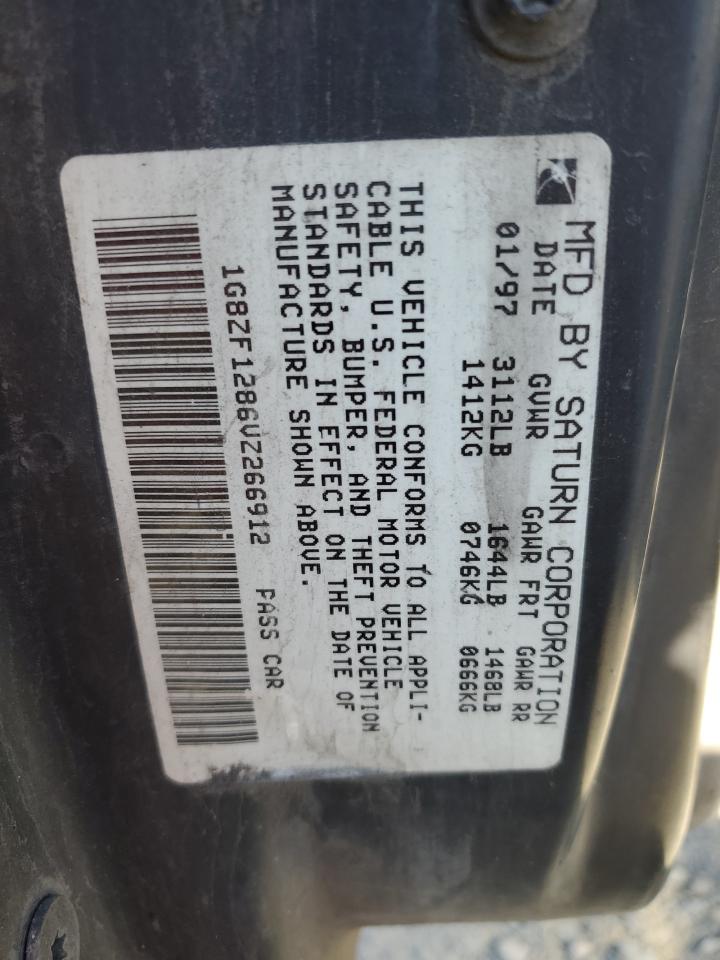 MFD BY SATURN CORPORATION
DATE GVWR GAWR FRT GAWR RR
01/97 3112LB 1644LB 1468LB
1412KG 0746KG 0666KG
THIS VEHICLE CONFORMS TO ALL APPLI-
CABLE U.S. FEDERAL MOTOR VEHICLE
SAFETY, BUMPER, AND THEFT PREVENTION
STANDARDS IN EFFECT ON THE DATE OF
MANUFACTURE SHOWN ABOVE.
1G8ZF1286VZ266912 PASS CAR